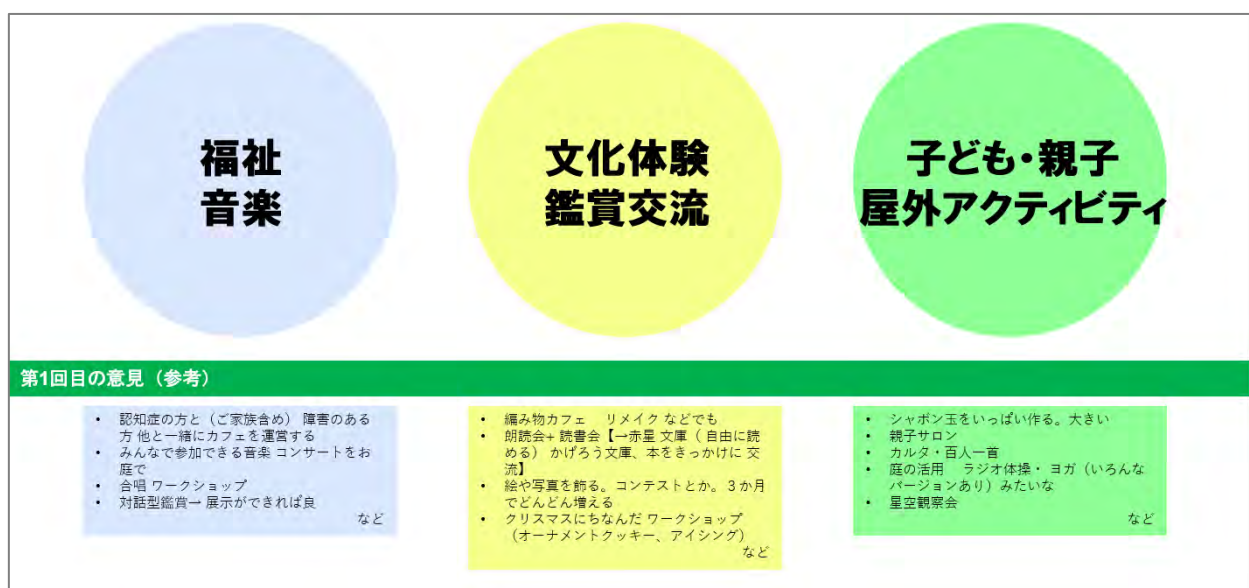 福祉
音楽
文化体験
鑑賞交流
子ども・親子
屋外アクティビティ
第1回目の意見（参考）
• 認知症の方と（ご家族含め） 障害のある
方 他と一緒にカフェを運営する
• みんなで参加できる音楽 コンサートをお
庭で
• 合唱 ワークショップ
• 対話型鑑賞→ 展示ができれば良
など
• 編み物カフェ リメイク などでも
• 朗読会+ 読書会【→赤星 文庫（ 自由に読
める） かげろう文庫、本をきっかけに 交
流】
• 絵や写真を飾る。コンテストとか。３か月
でどんどん増える
• クリスマスにちなんだ ワークショップ
（オーナメントクッキー、アイシング）
など
• シャボン玉をいっぱい作る。大きい
• 親子サロン
• カルタ・百人一首
• 庭の活用 ラジオ体操・ ヨガ（いろんな
バージョンあり）みたいな
• 星空観察会
など